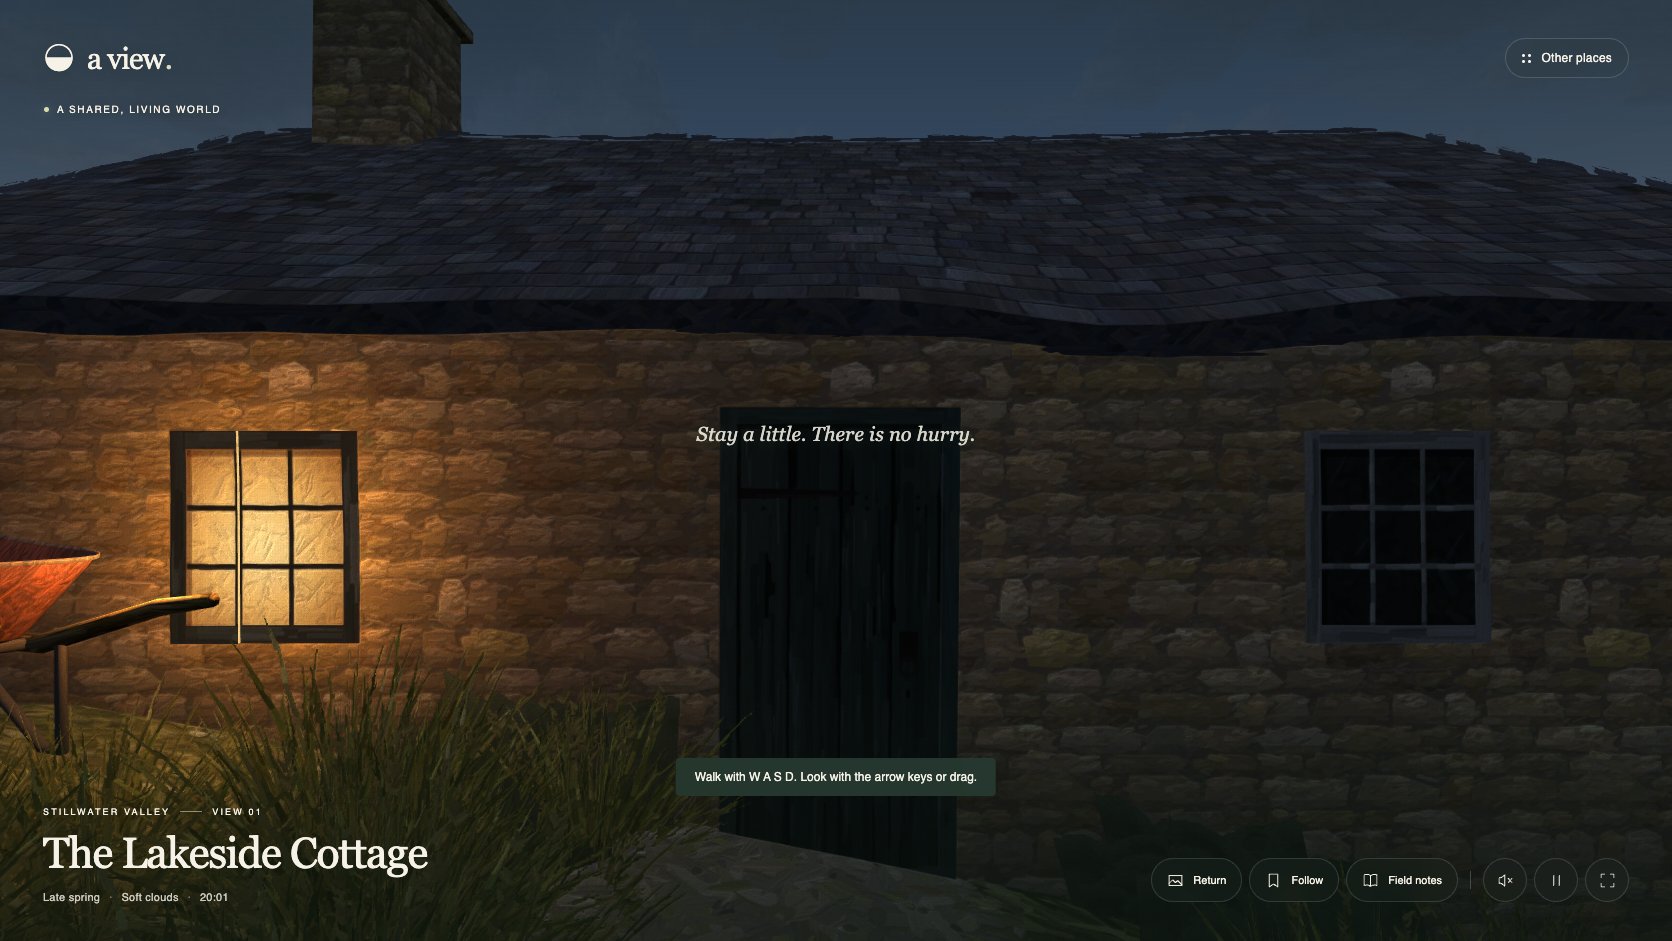 a view.
Other places
A SHARED, LIVING WORLD
Stay a little. There is no hurry.
Walk with W A S D. Look with the arrow keys or drag.
STILLWATER VALLEY — VIEW 01
The Lakeside Cottage
Late spring · Soft clouds · 20:01
Return
Follow
Field notes